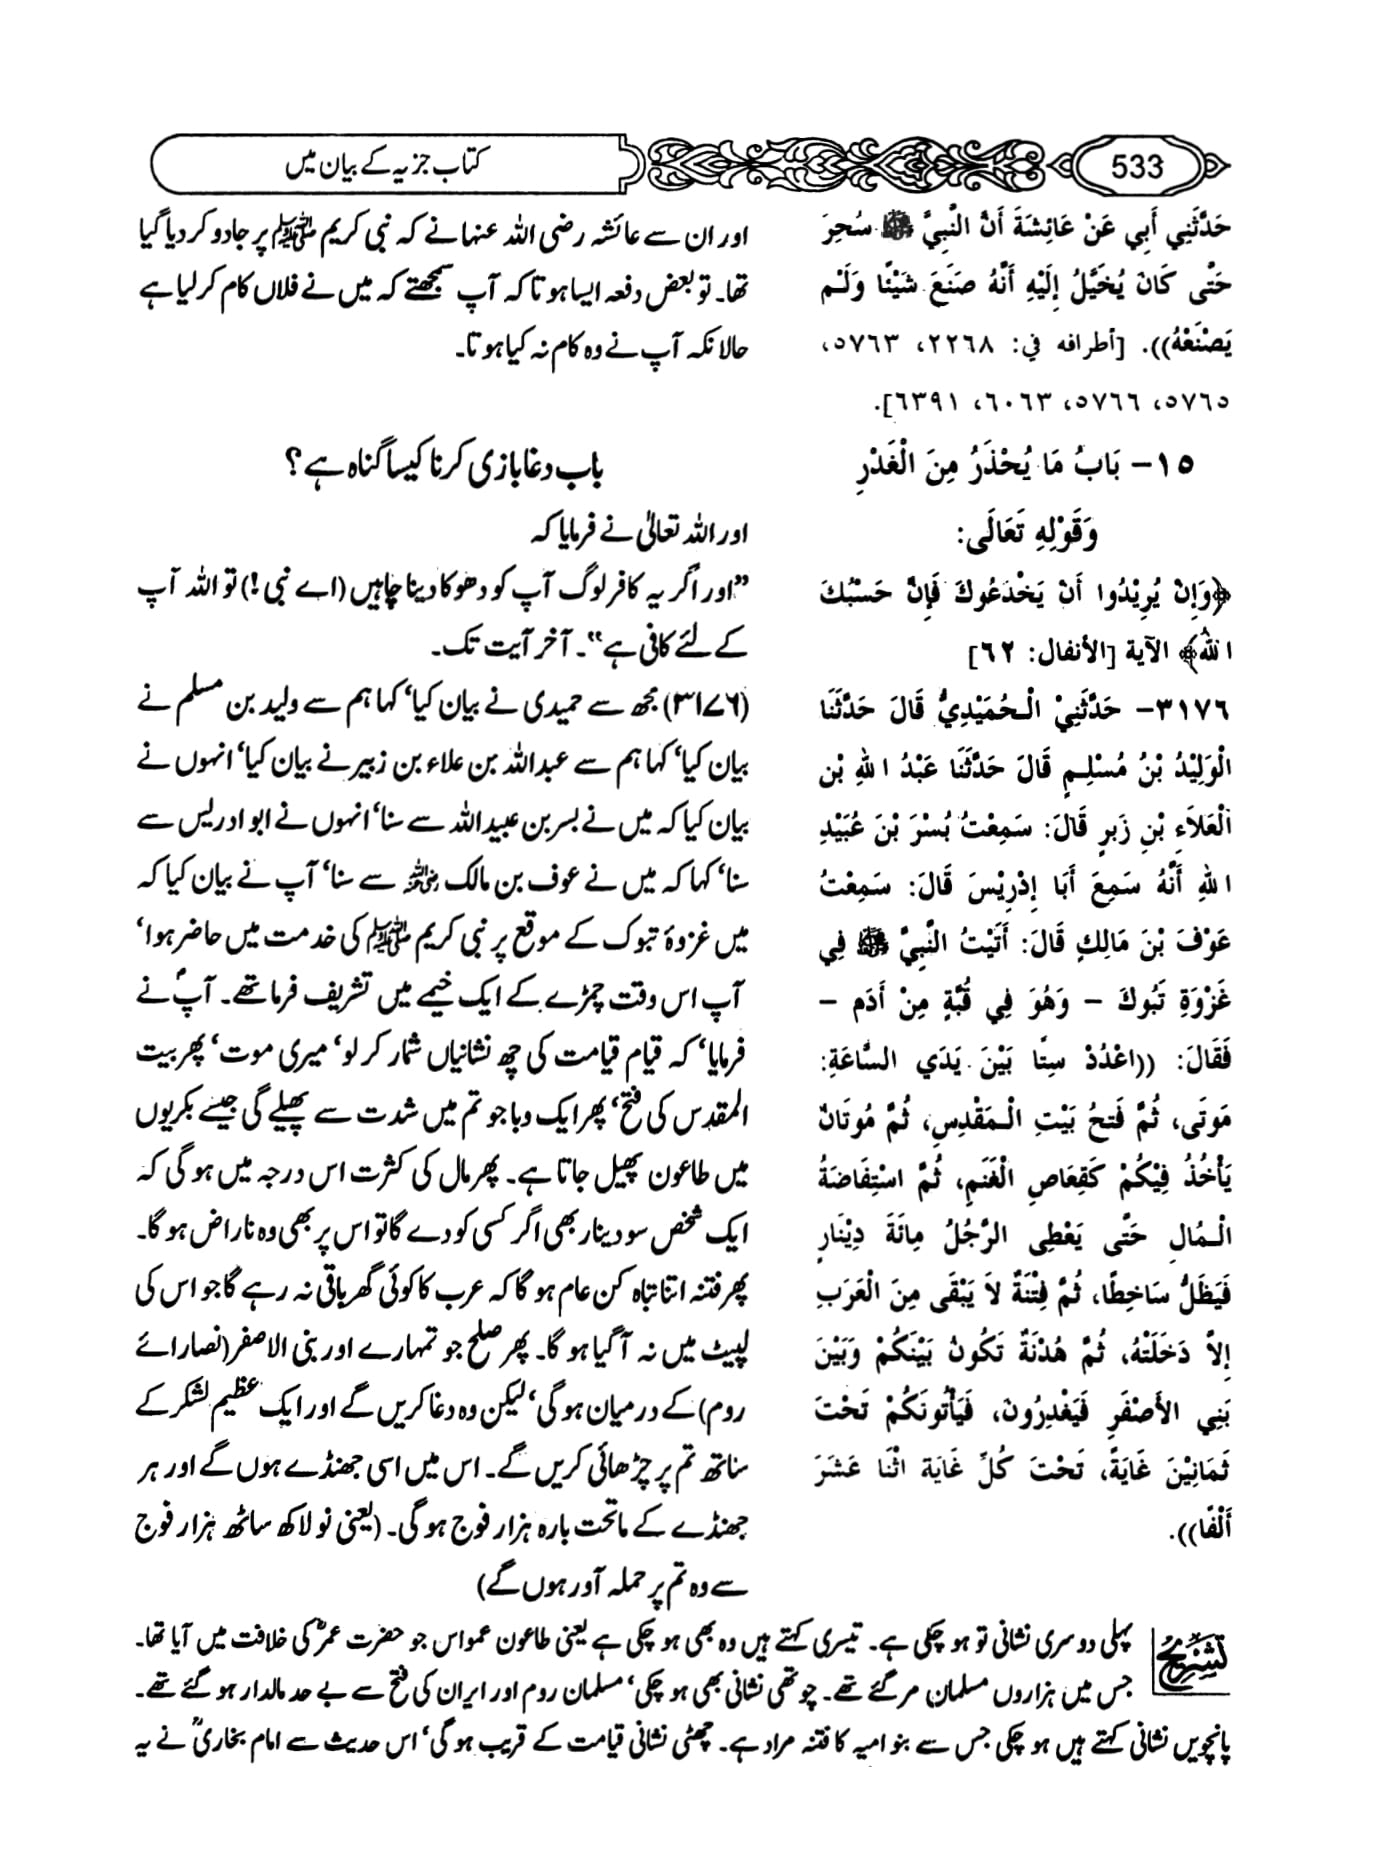 533
کتاب جزیہ کے بیان میں
حَدَّثَنِي أَبِي عَنْ عَائِشَةَ أَنَّ النَّبِيَّ ﷺ سُحِرَ
حَتَّى كَانَ يُخَيَّلُ إِلَيْهِ أَنَّهُ صَنَعَ شَيْئًا وَلَمْ
يَصْنَعْهُ)). [أطرافه في: ٢٢٦٨، ٥٧٦٣،
٥٧٦٥، ٥٧٦٦، ٦٠٦٣، ٦٣٩١].
١٥- بَابُ مَا يُحْذَرُ مِنَ الْغَدْرِ
وَقَوْلِهِ تَعَالَى:
﴿وَإِنْ يُرِيْدُوا أَنْ يَخْدَعُوكَ فَإِنَّ حَسْبَكَ
اللهُ﴾ الآية [الأنفال: ٦٢]
٣١٧٦- حَدَّثَنِيْ الْحُمَيْدِيُّ قَالَ حَدَّثَنَا
الْوَلِيْدُ بْنُ مُسْلِمٍ قَالَ حَدَّثَنَا عَبْدُ اللهِ بْن
الْعَلاَءِ بْنِ زَبرٍ قَالَ: سَمِعْتُ بُسْرَ بْنَ عُبَيْدِ
اللهِ أَنَّهُ سَمِعَ أَبَا إِدْرِيْسَ قَالَ: سَمِعْتُ
عَوْفَ بْنَ مَالِكٍ قَالَ: أَتَيْتُ النَّبِيَّ ﷺ فِي
غَزْوَةِ تَبُوكَ - وَهُوَ فِي قُبَّةٍ مِنْ أَدَم -
فَقَالَ: ((اعْدُدْ سِتًّا بَيْنَ يَدَي السَّاعَةِ:
مَوتَى، ثُمَّ فَتحُ بَيْتِ الْمَقْدِسِ، ثُمَّ مُوتَانٌ
يَأْخُذُ فِيْكُمْ كَقِعَاصِ الْغَنَمِ، ثُمَّ اسْتِفَاضَةُ
الْمُالِ حَتَّى يَعْطِى الرَّجُلُ مِائَةَ دِيْنَارٍ
فَيَظَلُّ سَاخِطًا، ثُمَّ فِتْنَةٌ لاَ يَبْقَى مِنَ الْعَرَبِ
إِلاَّ دَخَلَتْهُ، ثُمَّ هُدْنَةٌ تَكُونُ بَيْنَكُمْ وَبَيْنَ
بَنِي الأَصْفَرِ فَيَغْدِرُونَ، فَيَأْتُونَكُمْ تَحْتَ
ثَمَانِيْنَ غَايَةً، تَحْتَ كُلِّ غَايَة اثْنَا عَشَرَ
أَلْفًا)).
اور ان سے عائشہ رضی اللہ عنہا نے کہ نبی کریم ﷺ پر جادو کر دیا گیا
تھا۔ تو بعض دفعہ ایسا ہوتا کہ آپ سمجھتے کہ میں نے فلاں کام کر لیا ہے
حالانکہ آپ نے وہ کام نہ کیا ہوتا۔
باب دغابازی کرنا کیسا گناہ ہے؟
اور اللہ تعالیٰ نے فرمایا کہ
”اور اگر یہ کافر لوگ آپ کو دھوکا دینا چاہیں (اے نبی!) تو اللہ آپ
کے لئے کافی ہے“۔ آخر آیت تک۔
(۳۱۷۶) مجھ سے حمیدی نے بیان کیا‘ کہا ہم سے ولید بن مسلم نے
بیان کیا‘ کہا ہم سے عبداللہ بن علاء بن زبیر نے بیان کیا‘ انہوں نے
بیان کیا کہ میں نے بسر بن عبیداللہ سے سنا‘ انہوں نے ابو ادریس سے
سنا‘ کہا کہ میں نے عوف بن مالک رضی اللہ عنہ سے سنا‘ آپ نے بیان کیا کہ
میں غزوۂ تبوک کے موقع پر نبی کریم ﷺ کی خدمت میں حاضر ہوا‘
آپ اس وقت چمڑے کے ایک خیمے میں تشریف فرما تھے۔ آپؐ نے
فرمایا‘ کہ قیام قیامت کی چھ نشانیاں شمار کر لو‘ میری موت‘ پھر بیت
المقدس کی فتح‘ پھر ایک وبا جو تم میں شدت سے پھیلے گی جیسے بکریوں
میں طاعون پھیل جاتا ہے۔ پھر مال کی کثرت اس درجہ میں ہو گی کہ
ایک شخص سو دینار بھی اگر کسی کو دے گا تو اس پر بھی وہ ناراض ہو گا۔
پھر فتنہ اتنا تباہ کن عام ہو گا کہ عرب کا کوئی گھر باقی نہ رہے گا جو اس کی
لپیٹ میں نہ آ گیا ہو گا۔ پھر صلح جو تمہارے اور بنی الاصفر (نصارائے
روم) کے درمیان ہو گی‘ لیکن وہ دغا کریں گے اور ایک عظیم لشکر کے
ساتھ تم پر چڑھائی کریں گے۔ اس میں اسی جھنڈے ہوں گے اور ہر
جھنڈے کے ماتحت بارہ ہزار فوج ہو گی۔ (یعنی نو لاکھ ساٹھ ہزار فوج
سے وہ تم پر حملہ آور ہوں گے)
تشریح
پہلی دو سری نشانی تو ہو چکی ہے۔ تیسری کہتے ہیں وہ بھی ہو چکی ہے یعنی طاعون عمواس جو حضرت عمرؓ کی خلافت میں آیا تھا۔
جس میں ہزاروں مسلمان مر گئے تھے۔ چوتھی نشانی بھی ہو چکی‘ مسلمان روم اور ایران کی فتح سے بے حد مالدار ہو گئے تھے۔
پانچویں نشانی کہتے ہیں ہو چکی جس سے بنو امیہ کا فتنہ مراد ہے۔ چھٹی نشانی قیامت کے قریب ہو گی‘ اس حدیث سے امام بخاریؒ نے یہ